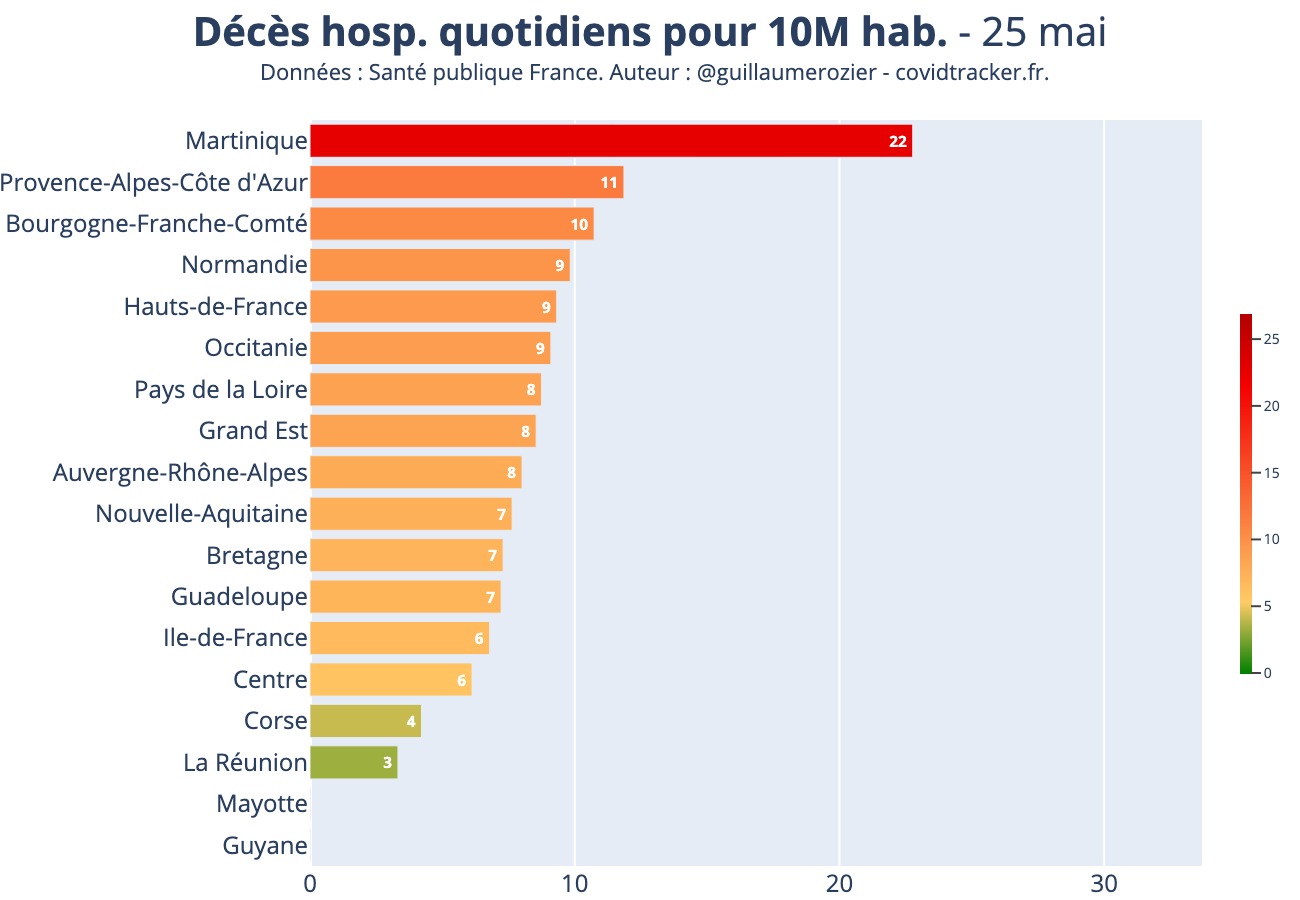 Décès hosp. quotidiens pour 10M hab. - 25 mai
Données : Santé publique France. Auteur : @guillaumerozier - covidtracker.fr.
Martinique 22
Provence-Alpes-Côte d'Azur 11
Bourgogne-Franche-Comté 10
Normandie 9
Hauts-de-France 9
Occitanie 9
Pays de la Loire 8
Grand Est 8
Auvergne-Rhône-Alpes 8
Nouvelle-Aquitaine 7
Bretagne 7
Guadeloupe 7
Ile-de-France 6
Centre 6
Corse 4
La Réunion 3
Mayotte
Guyane
0 10 20 30
25
20
15
10
5
0